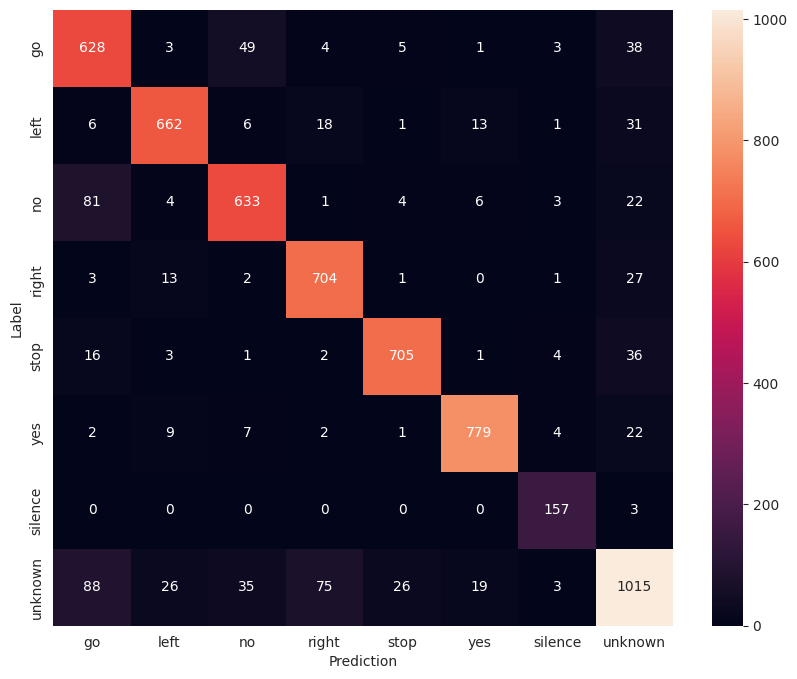 go 628 3 49 4 5 1 3 38
left 6 662 6 18 1 13 1 31
no 81 4 633 1 4 6 3 22
right 3 13 2 704 1 0 1 27
Label
stop 16 3 1 2 705 1 4 36
yes 2 9 7 2 1 779 4 22
silence 0 0 0 0 0 0 157 3
unknown 88 26 35 75 26 19 3 1015
go left no right stop yes silence unknown
Prediction
1000
800
600
400
200
0